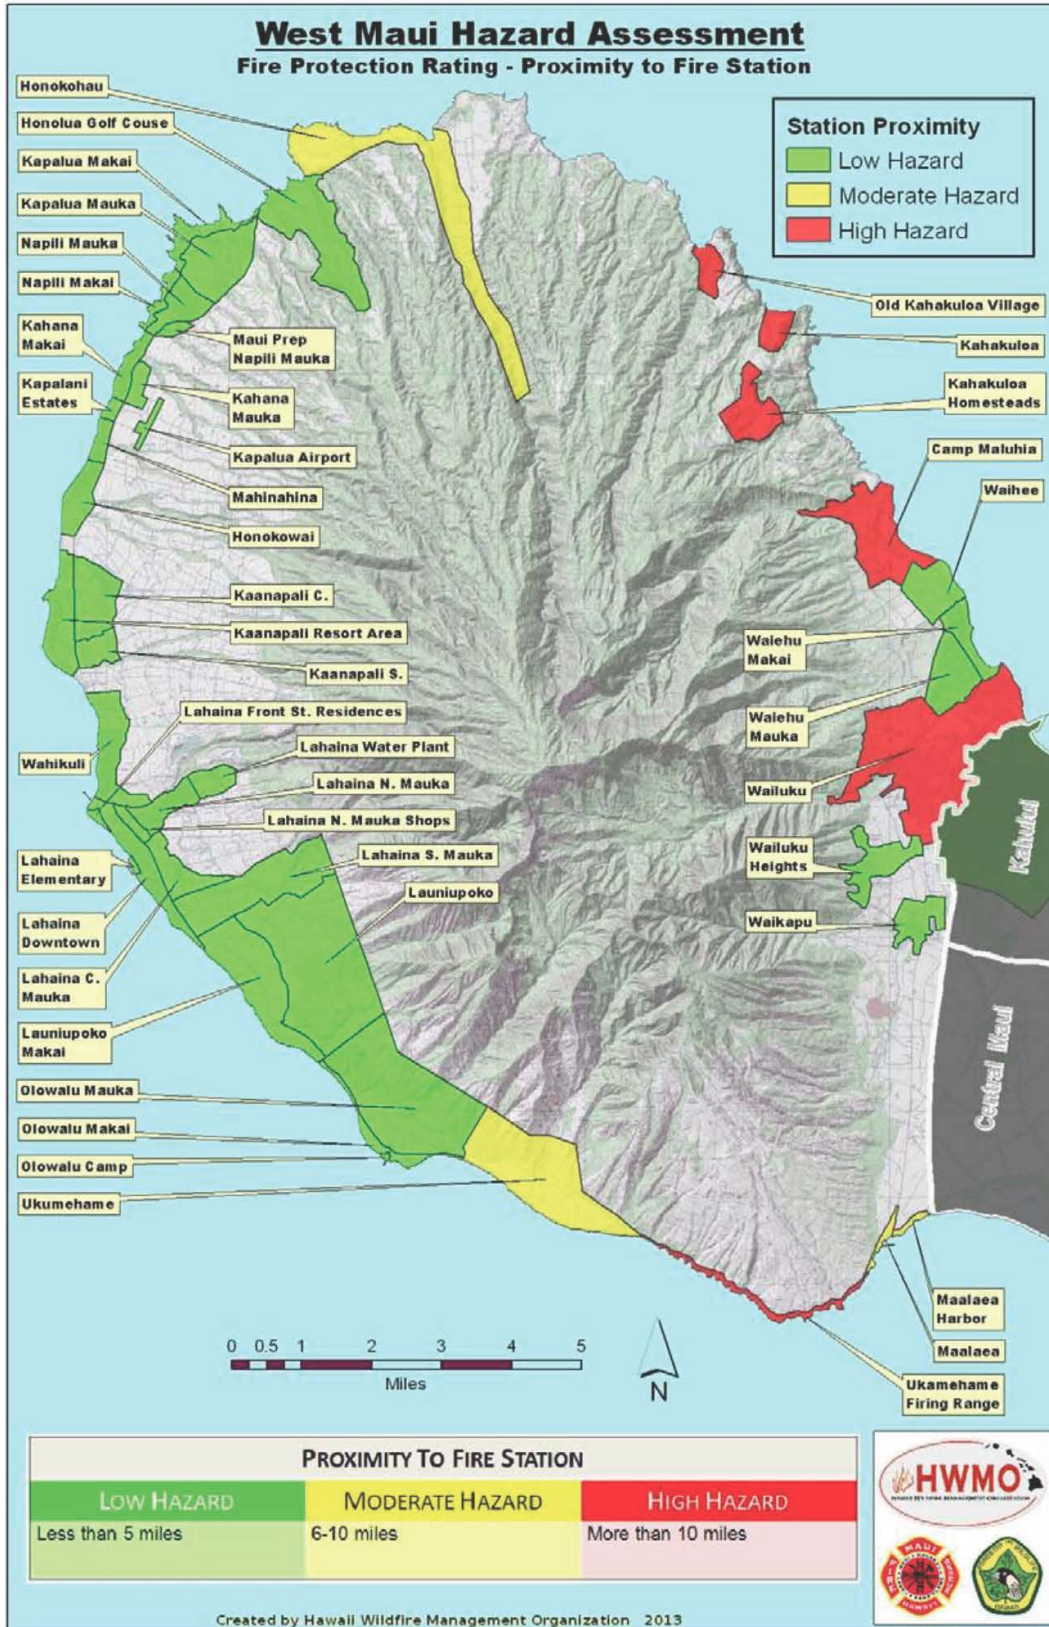 West Maui Hazard Assessment
Fire Protection Rating - Proximity to Fire Station
Station Proximity
Low Hazard
Moderate Hazard
High Hazard
Honokohau
Honolua Golf Couse
Kapalua Makai
Kapalua Mauka
Napili Mauka
Napili Makai
Kahana
Makai
Kapalani
Estates
Maui Prep
Napili Mauka
Kahana
Mauka
Kapalua Airport
Mahinahina
Honokowai
Kaanapali C.
Kaanapali Resort Area
Kaanapali S.
Lahaina Front St. Residences
Wahikuli
Lahaina Water Plant
Lahaina N. Mauka
Lahaina N. Mauka Shops
Lahaina S. Mauka
Launiupoko
Lahaina
Elementary
Lahaina
Downtown
Lahaina C.
Mauka
Launiupoko
Makai
Olowalu Mauka
Olowalu Makai
Olowalu Camp
Ukumehame
Old Kahakuloa Village
Kahakuloa
Kahakuloa
Homesteads
Camp Maluhia
Waihee
Waiehu
Makai
Waiehu
Mauka
Wailuku
Wailuku
Heights
Waikapu
Kahului
Central Maui
Maalaea
Harbor
Maalaea
Ukamehame
Firing Range
0 0.5 1 2 3 4 5
Miles
N
PROXIMITY TO FIRE STATION
LOW HAZARD
MODERATE HAZARD
HIGH HAZARD
Less than 5 miles
6-10 miles
More than 10 miles
HWMO
MAUI
Created by Hawaii Wildfire Management Organization 2013